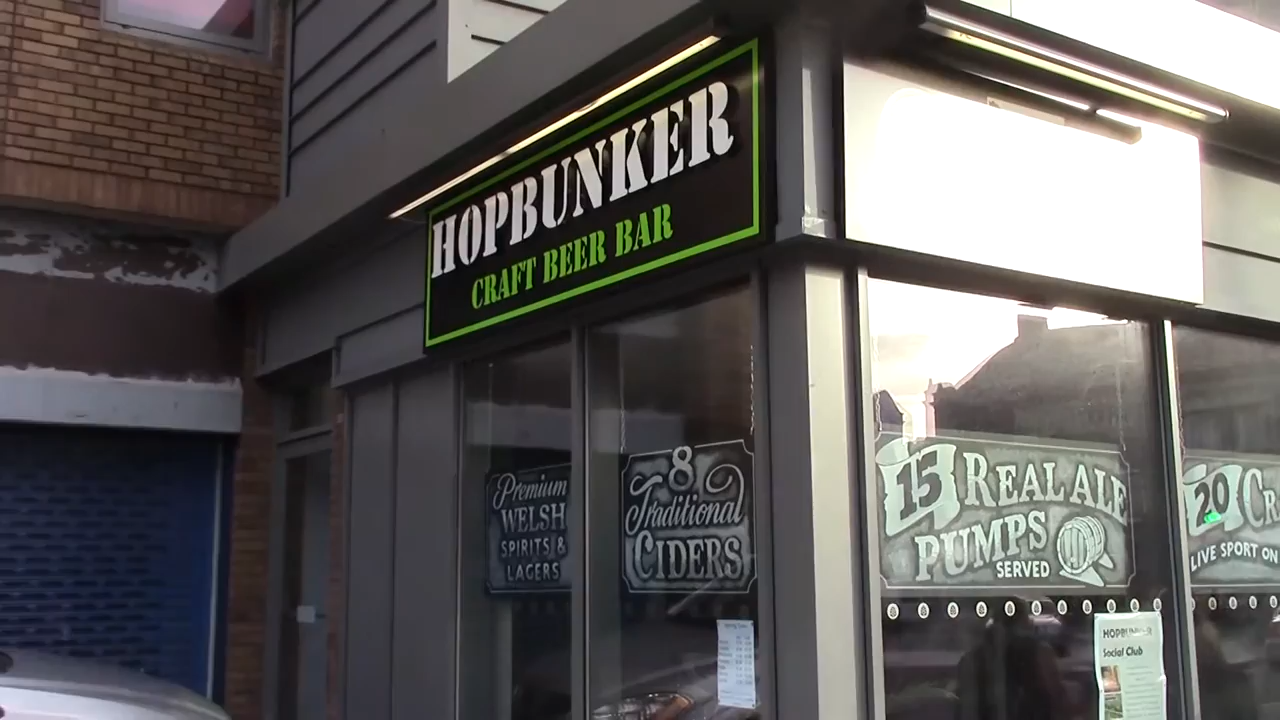 HOPBUNKER
CRAFT BEER BAR
Premium
WELSH
SPIRITS &
LAGERS
8
Traditional
CIDERS
15 REAL ALE
PUMPS
SERVED
20
LIVE SPORT ON
HOPBUNKER
Social Club